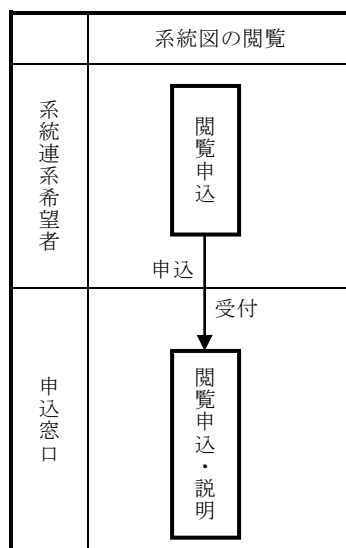 系統図の閲覧
系統連系希望者
閲覧申込
申込
受付
申込窓口
閲覧申込・説明